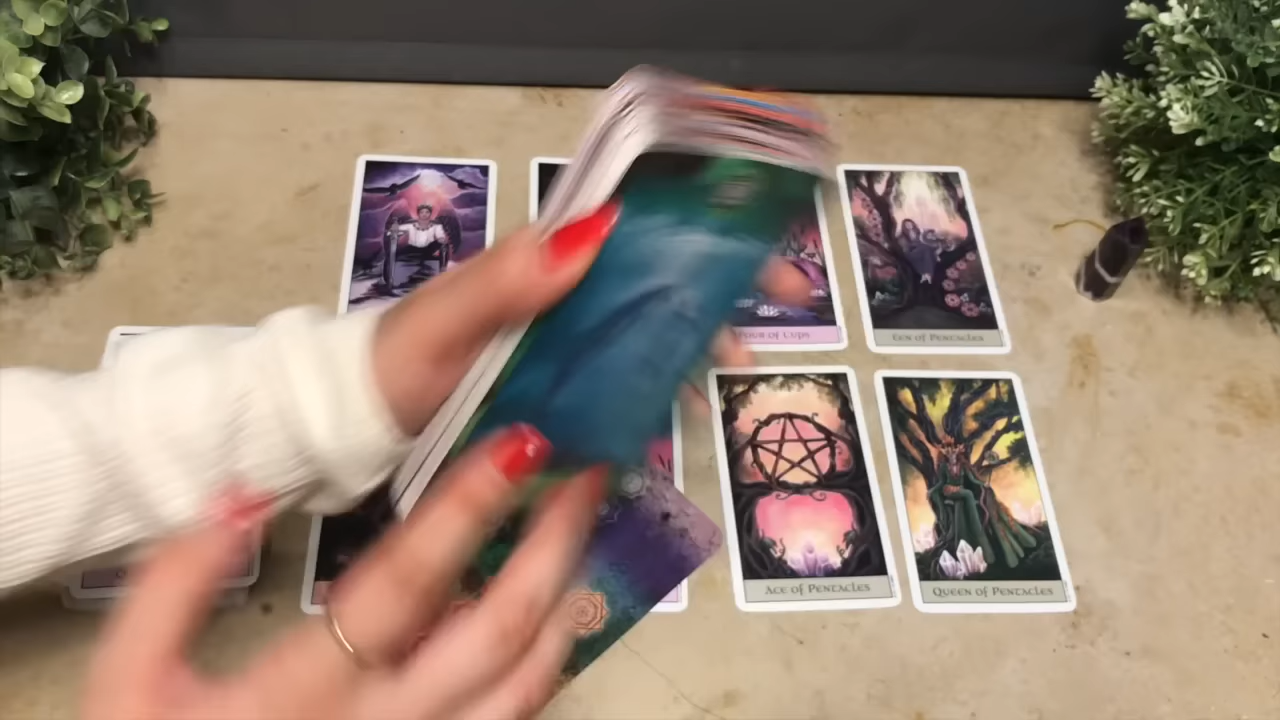 Four of Cups
Ten of Pentacles
Ace of Pentacles
Queen of Pentacles